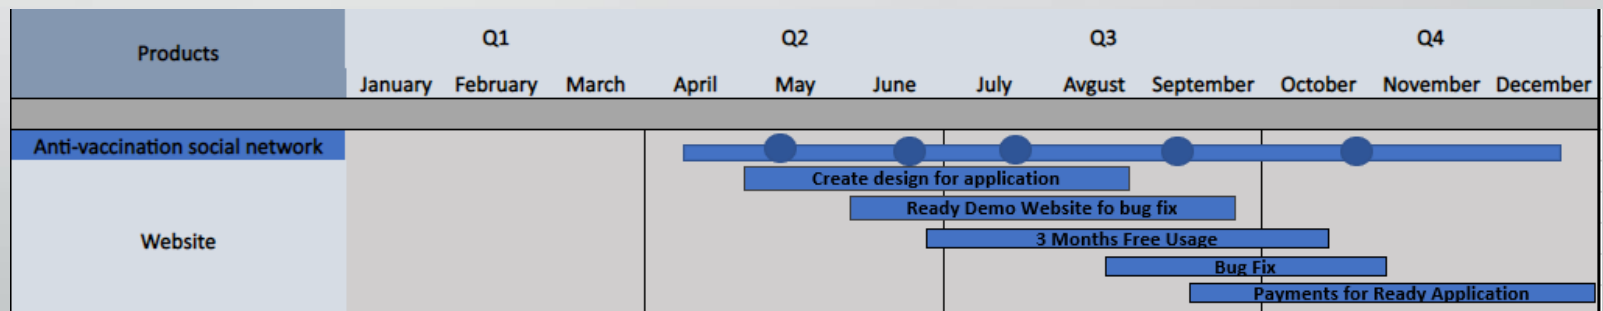 Products
Q1 Q2 Q3 Q4
January February March April May June July Avgust September October November December
Anti-vaccination social network
Create design for application
Ready Demo Website fo bug fix
Website
3 Months Free Usage
Bug Fix
Payments for Ready Application